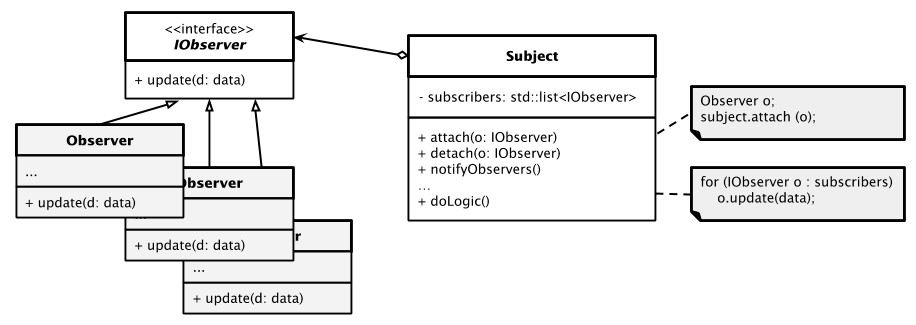 <<interface>>
IObserver
+ update(d: data)
Subject
- subscribers: std::list<IObserver>
+ attach(o: IObserver)
+ detach(o: IObserver)
+ notifyObservers()
...
+ doLogic()
Observer o;
subject.attach (o);
for (IObserver o : subscribers)
o.update(data);
Observer
...
+ update(d: data)
Observer
...
+ update(d: data)
r
...
+ update(d: data)